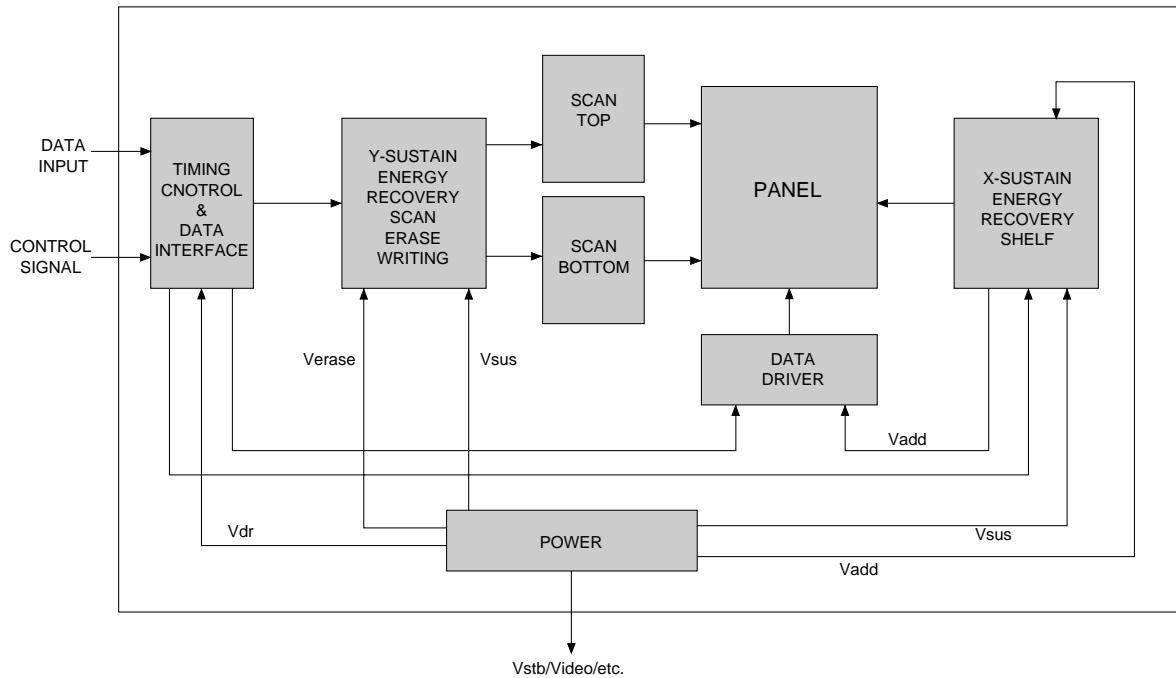 DATA
INPUT
CONTROL
SIGNAL
TIMING
CNOTROL
&
DATA
INTERFACE
Y-SUSTAIN
ENERGY
RECOVERY
SCAN
ERASE
WRITING
SCAN
TOP
SCAN
BOTTOM
PANEL
X-SUSTAIN
ENERGY
RECOVERY
SHELF
DATA
DRIVER
Verase
Vsus
Vadd
Vdr
POWER
Vsus
Vadd
Vstb/Video/etc.